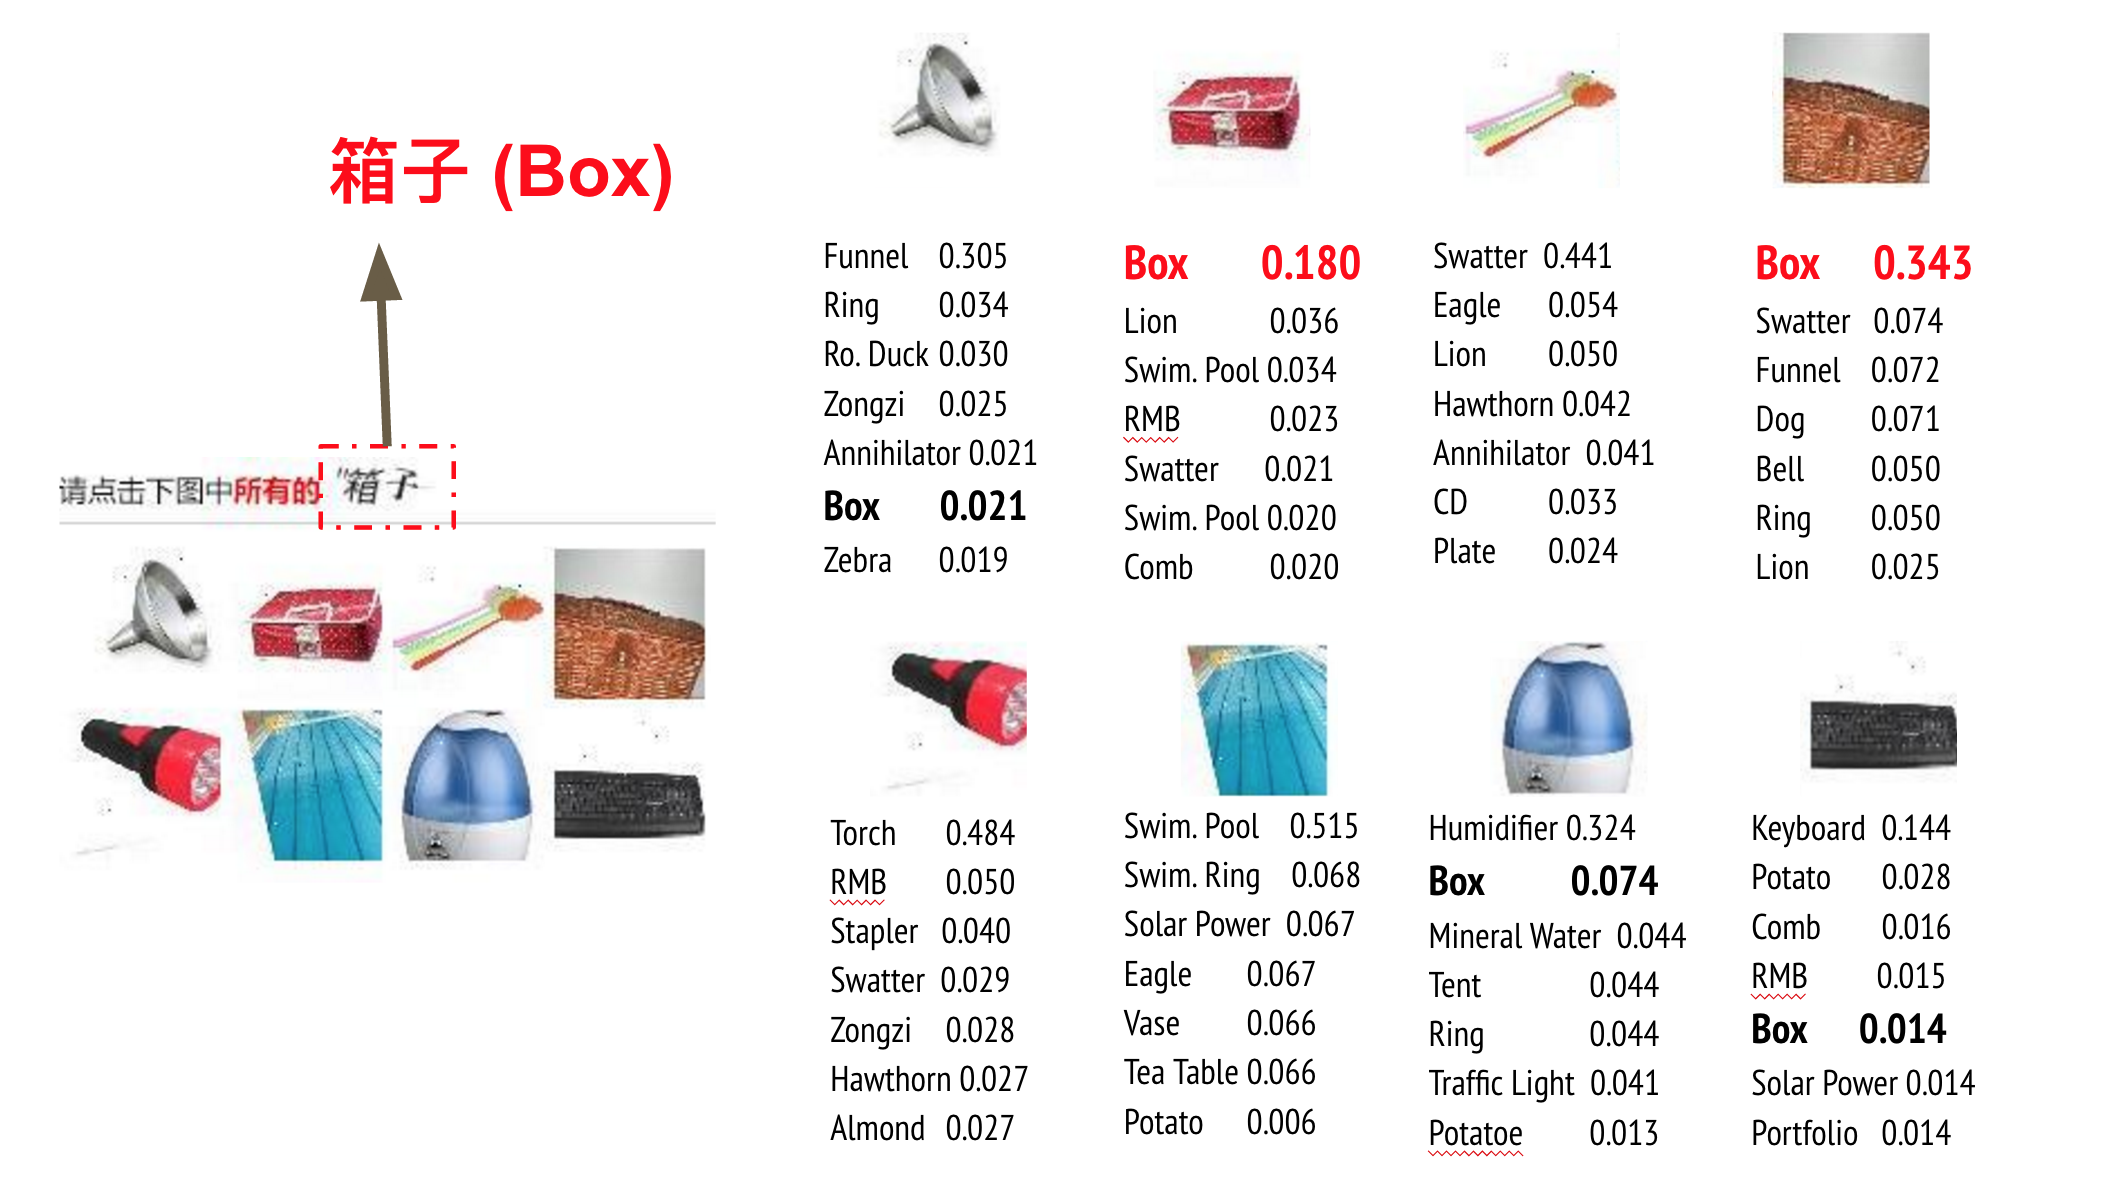 箱子 (Box)
请点击下图中所有的"箱子
Funnel 0.305
Ring 0.034
Ro. Duck 0.030
Zongzi 0.025
Annihilator 0.021
Box 0.021
Zebra 0.019
Box 0.180
Lion 0.036
Swim. Pool 0.034
RMB 0.023
Swatter 0.021
Swim. Pool 0.020
Comb 0.020
Swatter 0.441
Eagle 0.054
Lion 0.050
Hawthorn 0.042
Annihilator 0.041
CD 0.033
Plate 0.024
Box 0.343
Swatter 0.074
Funnel 0.072
Dog 0.071
Bell 0.050
Ring 0.050
Lion 0.025
Torch 0.484
RMB 0.050
Stapler 0.040
Swatter 0.029
Zongzi 0.028
Hawthorn 0.027
Almond 0.027
Swim. Pool 0.515
Swim. Ring 0.068
Solar Power 0.067
Eagle 0.067
Vase 0.066
Tea Table 0.066
Potato 0.006
Humidifier 0.324
Box 0.074
Mineral Water 0.044
Tent 0.044
Ring 0.044
Traffic Light 0.041
Potatoe 0.013
Keyboard 0.144
Potato 0.028
Comb 0.016
RMB 0.015
Box 0.014
Solar Power 0.014
Portfolio 0.014